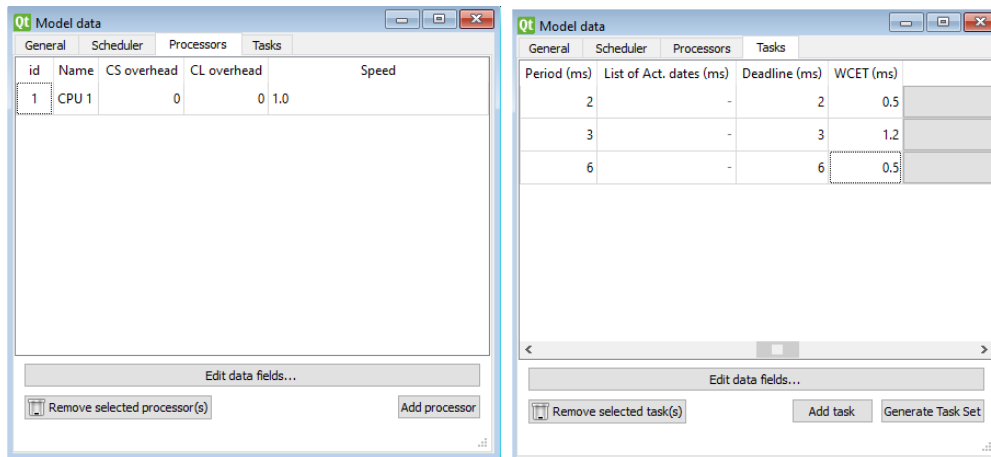 Qt Model data
General Scheduler Processors Tasks
id Name CS overhead CL overhead Speed
1 CPU 1 0 0 1.0
Edit data fields...
Remove selected processor(s) Add processor
Qt Model data
General Scheduler Processors Tasks
Period (ms) List of Act. dates (ms) Deadline (ms) WCET (ms)
2 - 2 0.5
3 - 3 1.2
6 - 6 0.5
Edit data fields...
Remove selected task(s) Add task Generate Task Set